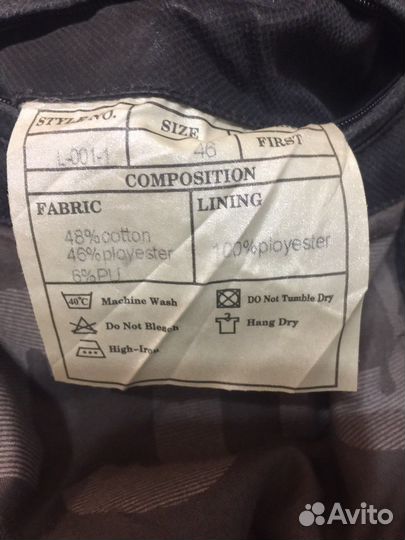 STYLE NO. SIZE FIRST
L-001-1 46
COMPOSITION
FABRIC LINING
48%cotton
46%ployester 100%ployester
6%PU
40°C Machine Wash DO Not Tumble Dry
Do Not Bleach Hang Dry
High-Iron
Avito